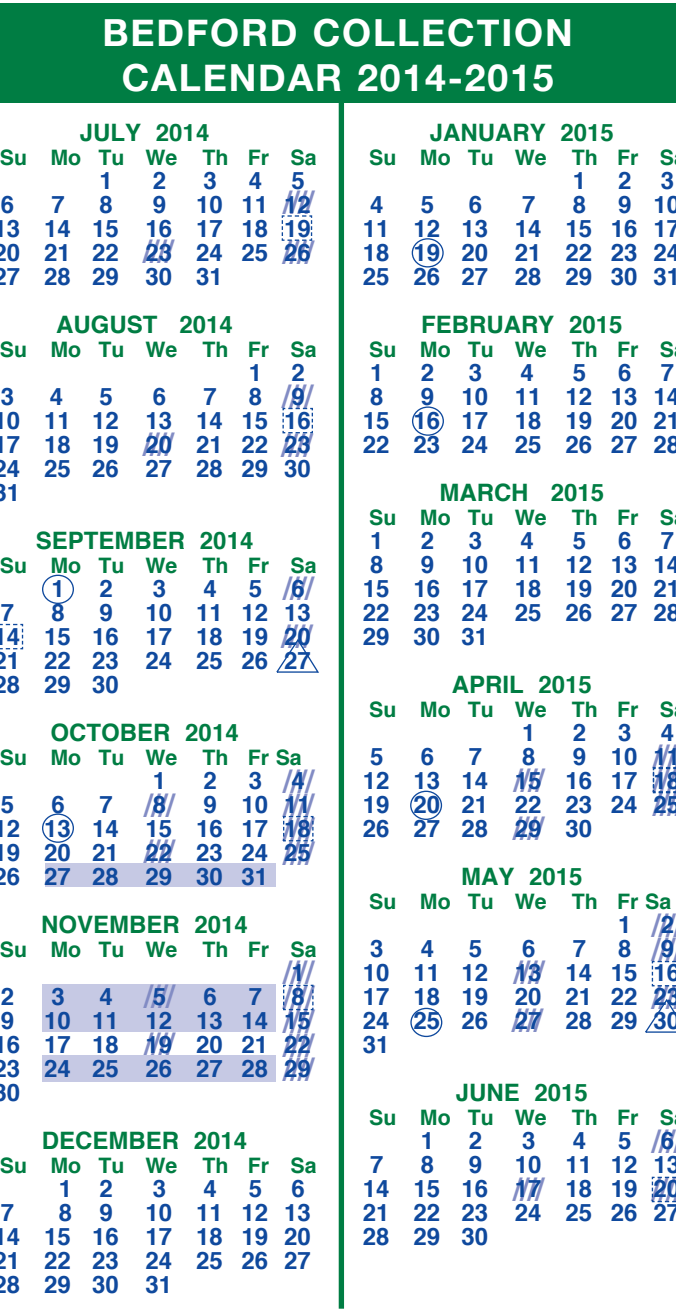 BEDFORD COLLECTION
CALENDAR 2014-2015
JULY 2014
Su Mo Tu We Th Fr Sa
1 2 3 4 5
6 7 8 9 10 11 12
13 14 15 16 17 18 19
20 21 22 23 24 25 26
27 28 29 30 31
AUGUST 2014
Su Mo Tu We Th Fr Sa
1 2
3 4 5 6 7 8 9
10 11 12 13 14 15 16
17 18 19 20 21 22 23
24 25 26 27 28 29 30
31
SEPTEMBER 2014
Su Mo Tu We Th Fr Sa
1 2 3 4 5 6
7 8 9 10 11 12 13
14 15 16 17 18 19 20
21 22 23 24 25 26 27
28 29 30
OCTOBER 2014
Su Mo Tu We Th Fr Sa
1 2 3 4
5 6 7 8 9 10 11
12 13 14 15 16 17 18
19 20 21 22 23 24 25
26 27 28 29 30 31
NOVEMBER 2014
Su Mo Tu We Th Fr Sa
1
2 3 4 5 6 7 8
9 10 11 12 13 14 15
16 17 18 19 20 21 22
23 24 25 26 27 28 29
30
DECEMBER 2014
Su Mo Tu We Th Fr Sa
1 2 3 4 5 6
7 8 9 10 11 12 13
14 15 16 17 18 19 20
21 22 23 24 25 26 27
28 29 30 31
JANUARY 2015
Su Mo Tu We Th Fr Sa
1 2 3
4 5 6 7 8 9 10
11 12 13 14 15 16 17
18 19 20 21 22 23 24
25 26 27 28 29 30 31
FEBRUARY 2015
Su Mo Tu We Th Fr Sa
1 2 3 4 5 6 7
8 9 10 11 12 13 14
15 16 17 18 19 20 21
22 23 24 25 26 27 28
MARCH 2015
Su Mo Tu We Th Fr Sa
1 2 3 4 5 6 7
8 9 10 11 12 13 14
15 16 17 18 19 20 21
22 23 24 25 26 27 28
29 30 31
APRIL 2015
Su Mo Tu We Th Fr Sa
1 2 3 4
5 6 7 8 9 10 11
12 13 14 15 16 17 18
19 20 21 22 23 24 25
26 27 28 29 30
MAY 2015
Su Mo Tu We Th Fr Sa
1 2
3 4 5 6 7 8 9
10 11 12 13 14 15 16
17 18 19 20 21 22 23
24 25 26 27 28 29 30
31
JUNE 2015
Su Mo Tu We Th Fr Sa
1 2 3 4 5 6
7 8 9 10 11 12 13
14 15 16 17 18 19 20
21 22 23 24 25 26 27
28 29 30